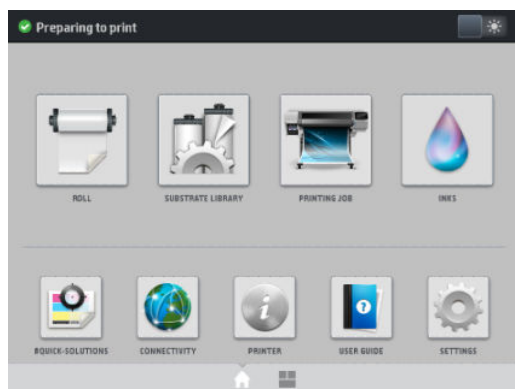 Preparing to print
ROLL
SUBSTRATE LIBRARY
PRINTING JOB
INKS
#QUICK-SOLUTIONS
CONNECTIVITY
PRINTER
USER GUIDE
SETTINGS